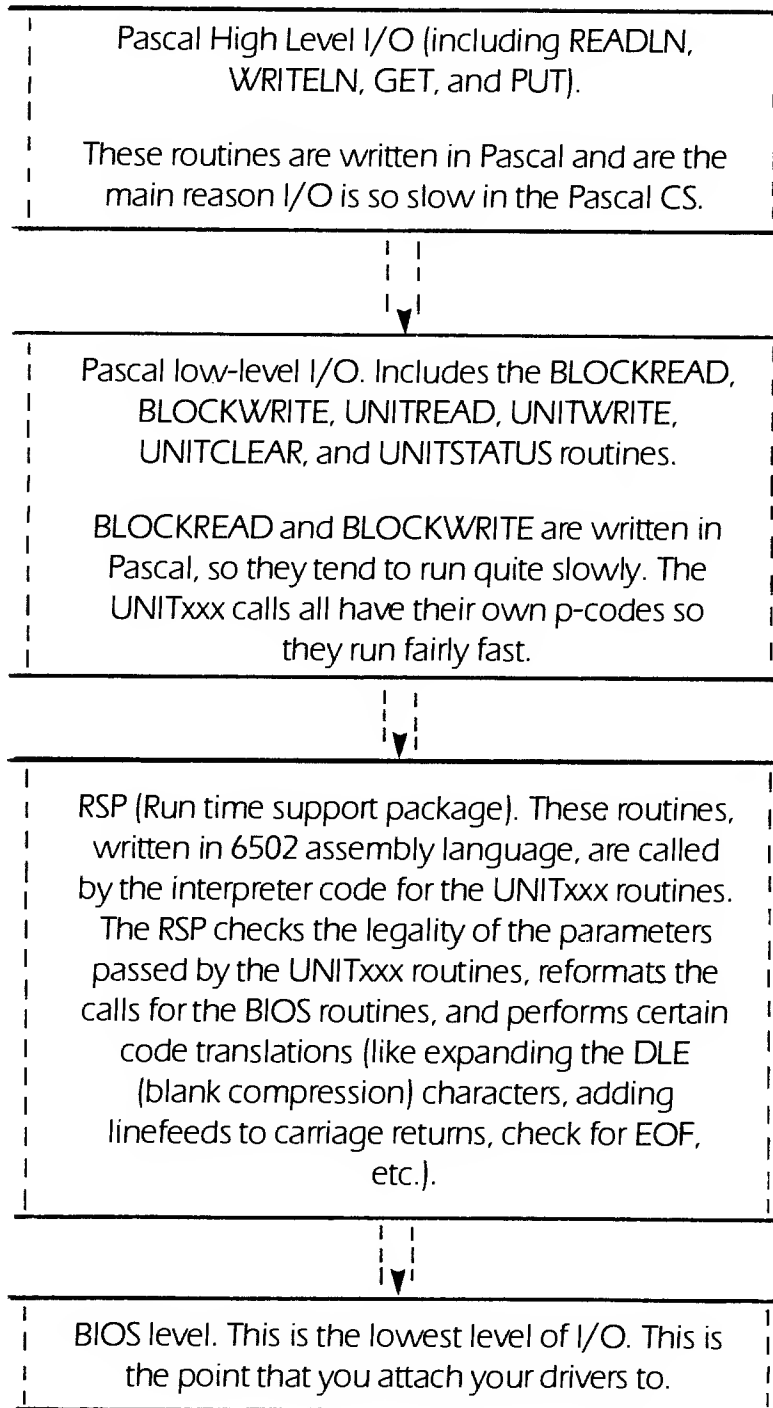 Pascal High Level I/O (including READLN,
WRITELN, GET, and PUT).
These routines are written in Pascal and are the
main reason I/O is so slow in the Pascal CS.
Pascal low-level I/O. Includes the BLOCKREAD,
BLOCKWRITE, UNITREAD, UNITWRITE,
UNITCLEAR, and UNITSTATUS routines.
BLOCKREAD and BLOCKWRITE are written in
Pascal, so they tend to run quite slowly. The
UNITxxx calls all have their own p-codes so
they run fairly fast.
RSP (Run time support package). These routines,
written in 6502 assembly language, are called
by the interpreter code for the UNITxxx routines.
The RSP checks the legality of the parameters
passed by the UNITxxx routines, reformats the
calls for the BIOS routines, and performs certain
code translations (like expanding the DLE
(blank compression) characters, adding
linefeeds to carriage returns, check for EOF,
etc.).
BIOS level. This is the lowest level of I/O. This is
the point that you attach your drivers to.